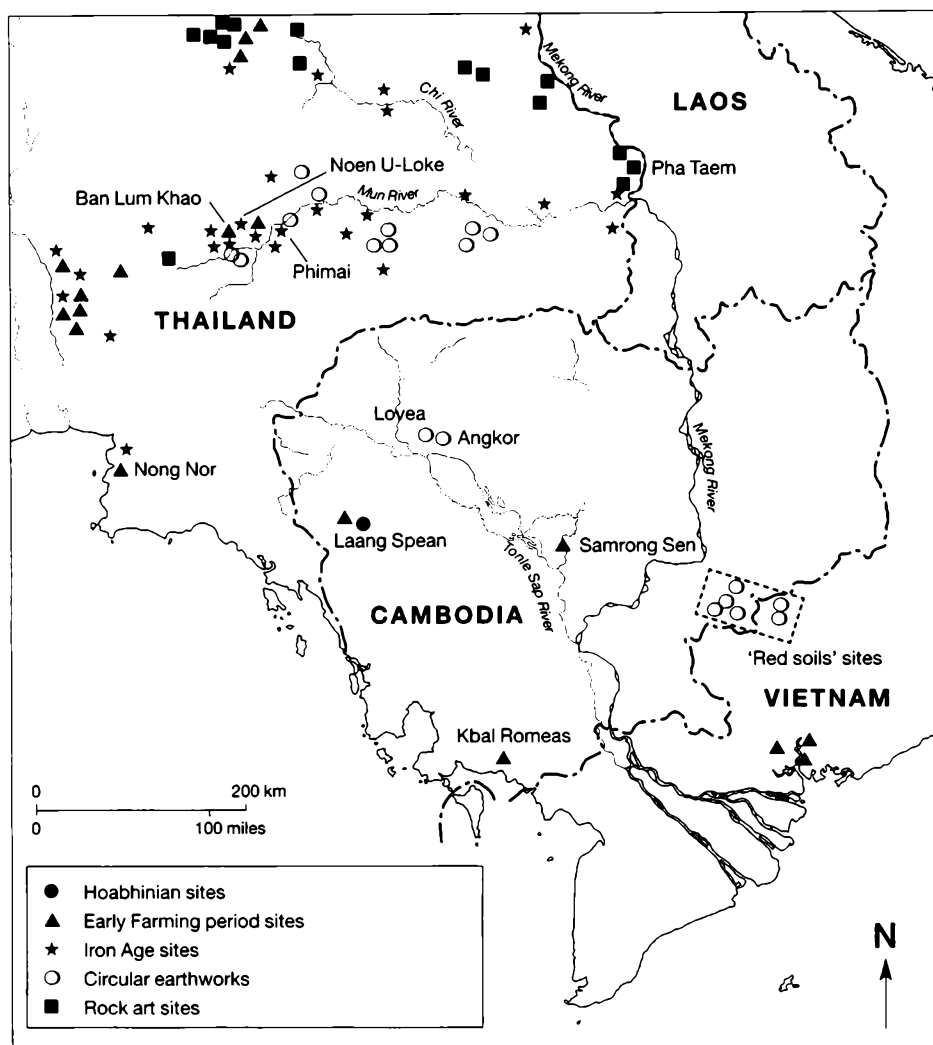 Mekong River
LAOS
Chi River
Noen U-Loke
Pha Taem
Ban Lum Khao
Mun River
Phimai
THAILAND
Lovea
Angkor
Mekong River
Nong Nor
Laang Spean
Samrong Sen
Tonle Sap River
CAMBODIA
'Red soils' sites
VIETNAM
Kbal Romeas
0 200 km
0 100 miles
Hoabhinian sites
Early Farming period sites
Iron Age sites
Circular earthworks
Rock art sites
N